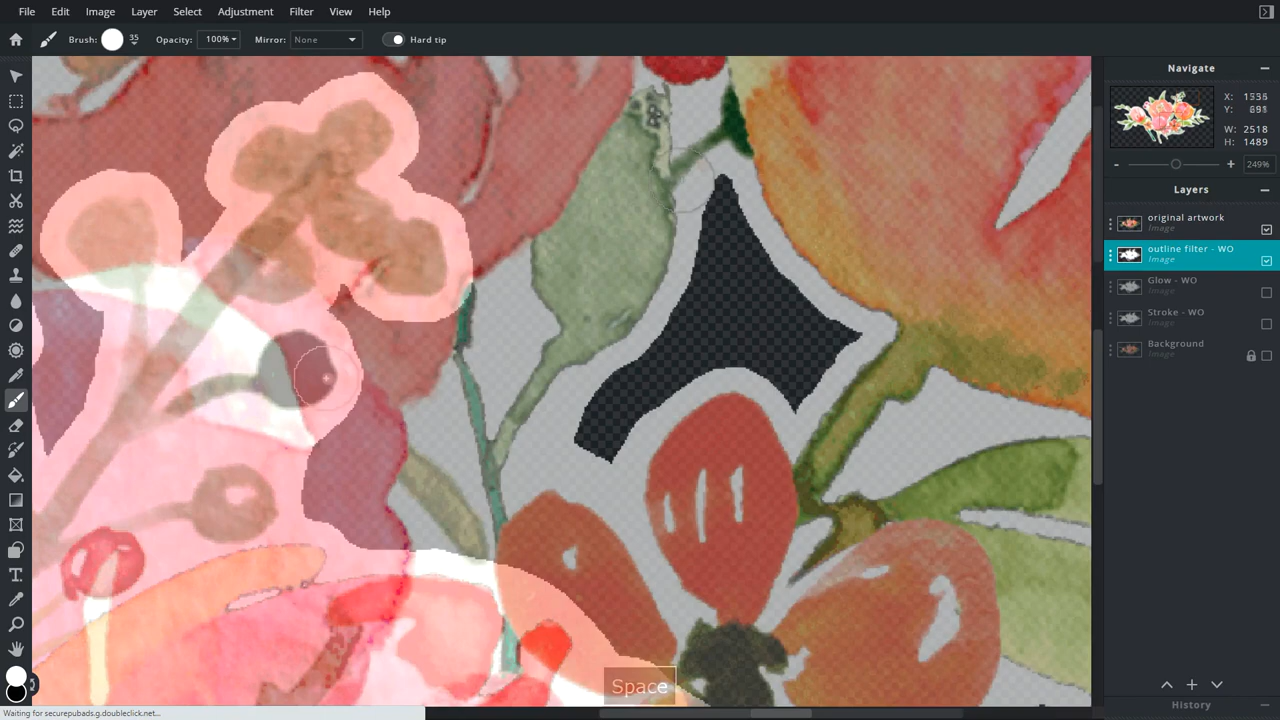 File Edit Image Layer Select Adjustment Filter View Help
Brush: 35 Opacity: 100% Mirror: None Hard tip
Navigate
X: 1536
Y: 691
W: 2518
H: 1489
- + 249%
Layers
original artwork
Image
outline filter - WO
Image
Glow - WO
Image
Stroke - WO
Image
Background
Image
Space
History
Waiting for securepubads.g.doubleclick.net...